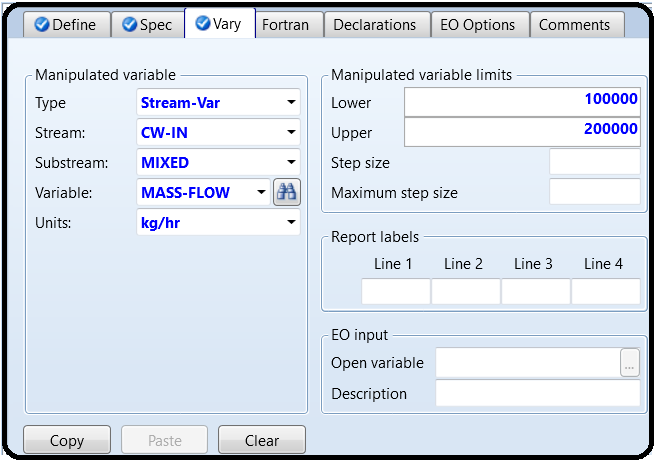 Define Spec Vary Fortran Declarations EO Options Comments
Manipulated variable
Type Stream-Var
Stream: CW-IN
Substream: MIXED
Variable: MASS-FLOW
Units: kg/hr
Manipulated variable limits
Lower 100000
Upper 200000
Step size
Maximum step size
Report labels
Line 1 Line 2 Line 3 Line 4
EO input
Open variable ...
Description
Copy Paste Clear